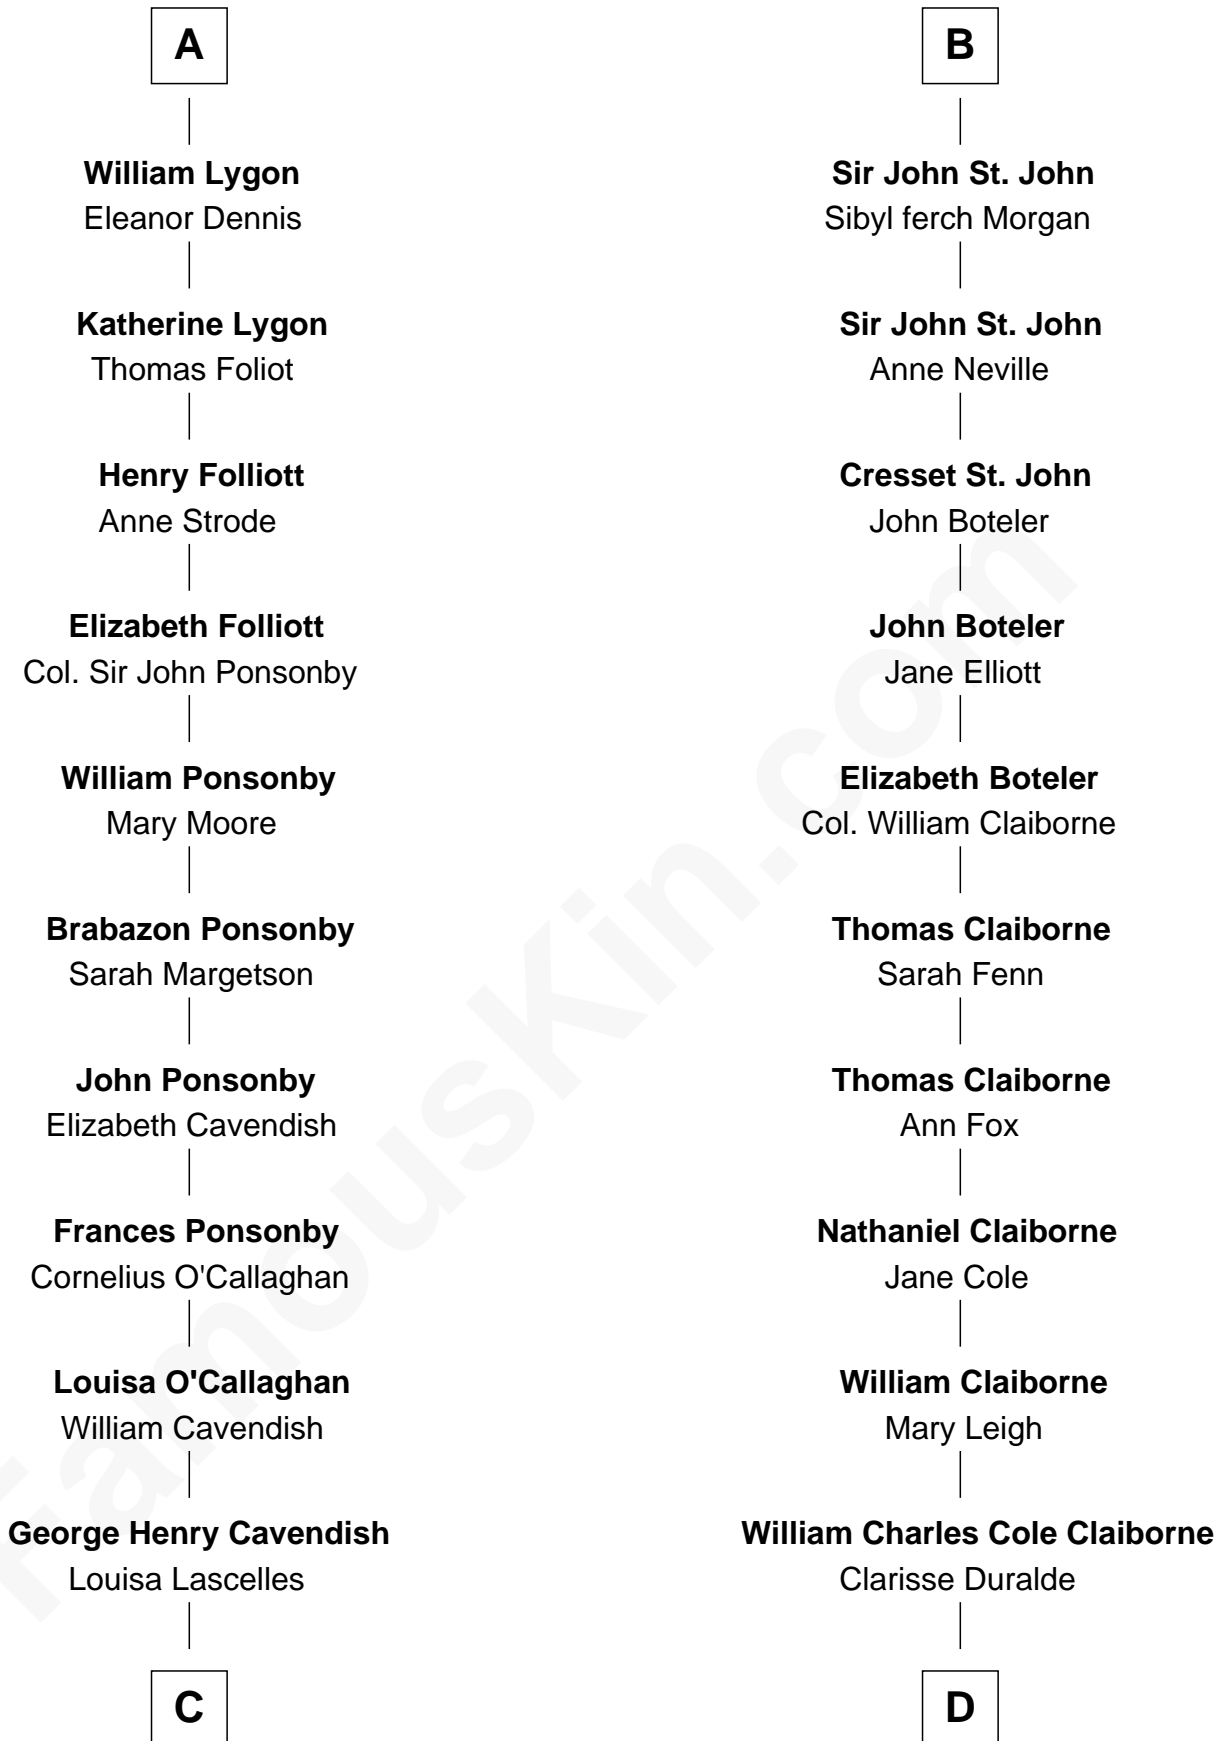 A
William Lygon
Eleanor Dennis
Katherine Lygon
Thomas Foliot
Henry Folliott
Anne Strode
Elizabeth Folliott
Col. Sir John Ponsonby
William Ponsonby
Mary Moore
Brabazon Ponsonby
Sarah Margetson
John Ponsonby
Elizabeth Cavendish
Frances Ponsonby
Cornelius O'Callaghan
Louisa O'Callaghan
William Cavendish
George Henry Cavendish
Louisa Lascelles
C
B
Sir John St. John
Sibyl ferch Morgan
Sir John St. John
Anne Neville
Cresset St. John
John Boteler
John Boteler
Jane Elliott
Elizabeth Boteler
Col. William Claiborne
Thomas Claiborne
Sarah Fenn
Thomas Claiborne
Ann Fox
Nathaniel Claiborne
Jane Cole
William Claiborne
Mary Leigh
William Charles Cole Claiborne
Clarisse Duralde
D
FamousKin.com